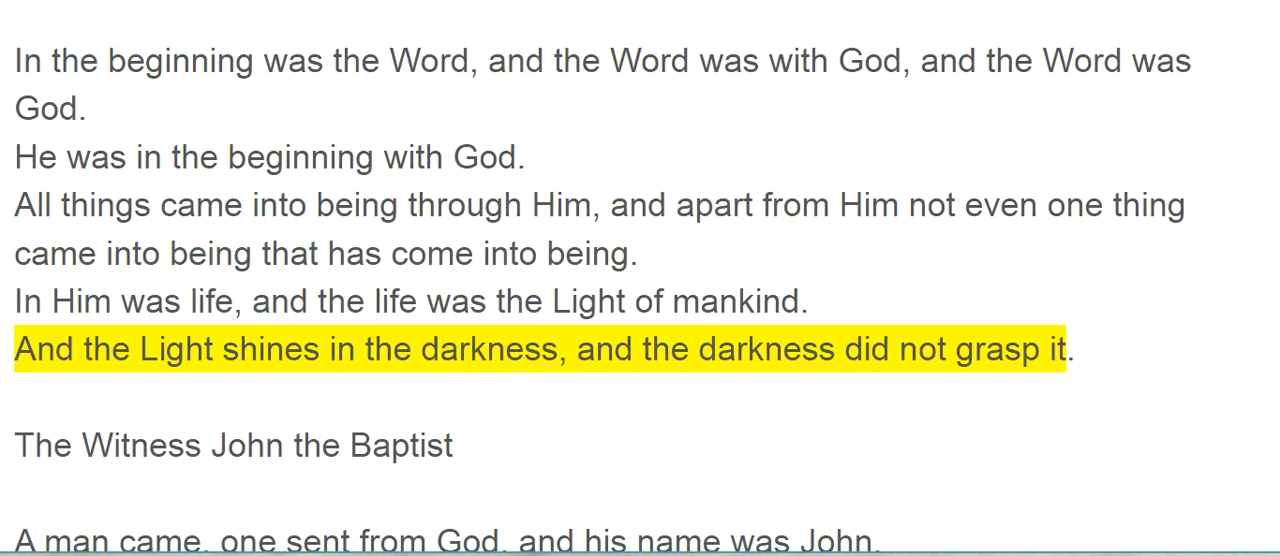 In the beginning was the Word, and the Word was with God, and the Word was
God.
He was in the beginning with God.
All things came into being through Him, and apart from Him not even one thing
came into being that has come into being.
In Him was life, and the life was the Light of mankind.
And the Light shines in the darkness, and the darkness did not grasp it.
The Witness John the Baptist
A man came, one sent from God, and his name was John.